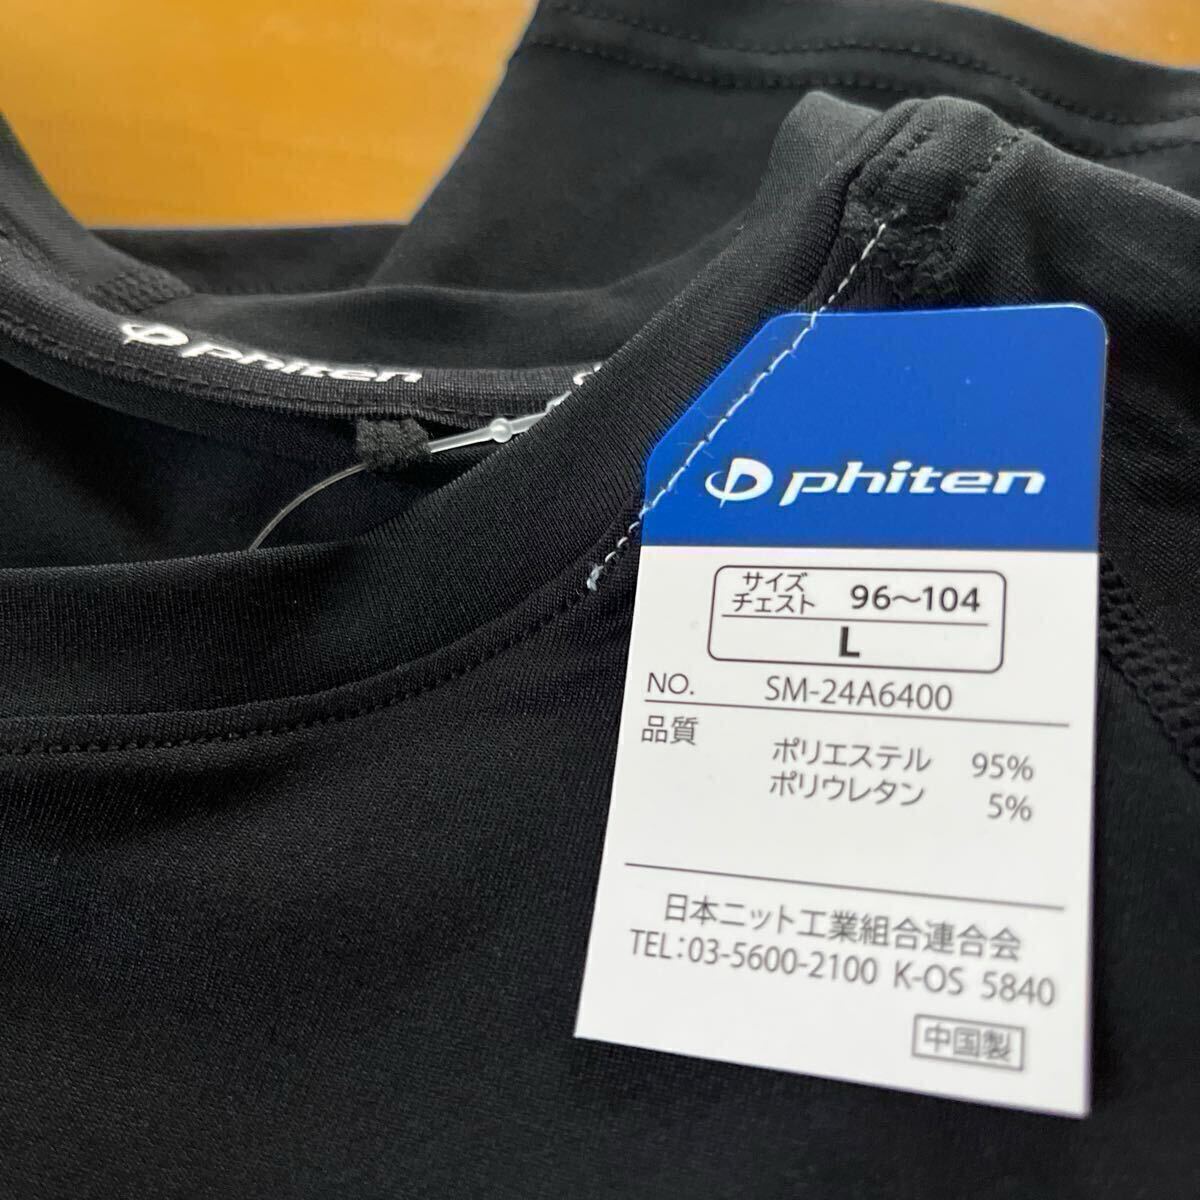 phiten
phiten
サイズ
チェスト 96～104
L
NO. SM-24A6400
品質
ポリエステル 95%
ポリウレタン 5%
日本ニット工業組合連合会
TEL:03-5600-2100 K-OS 5840
中国製